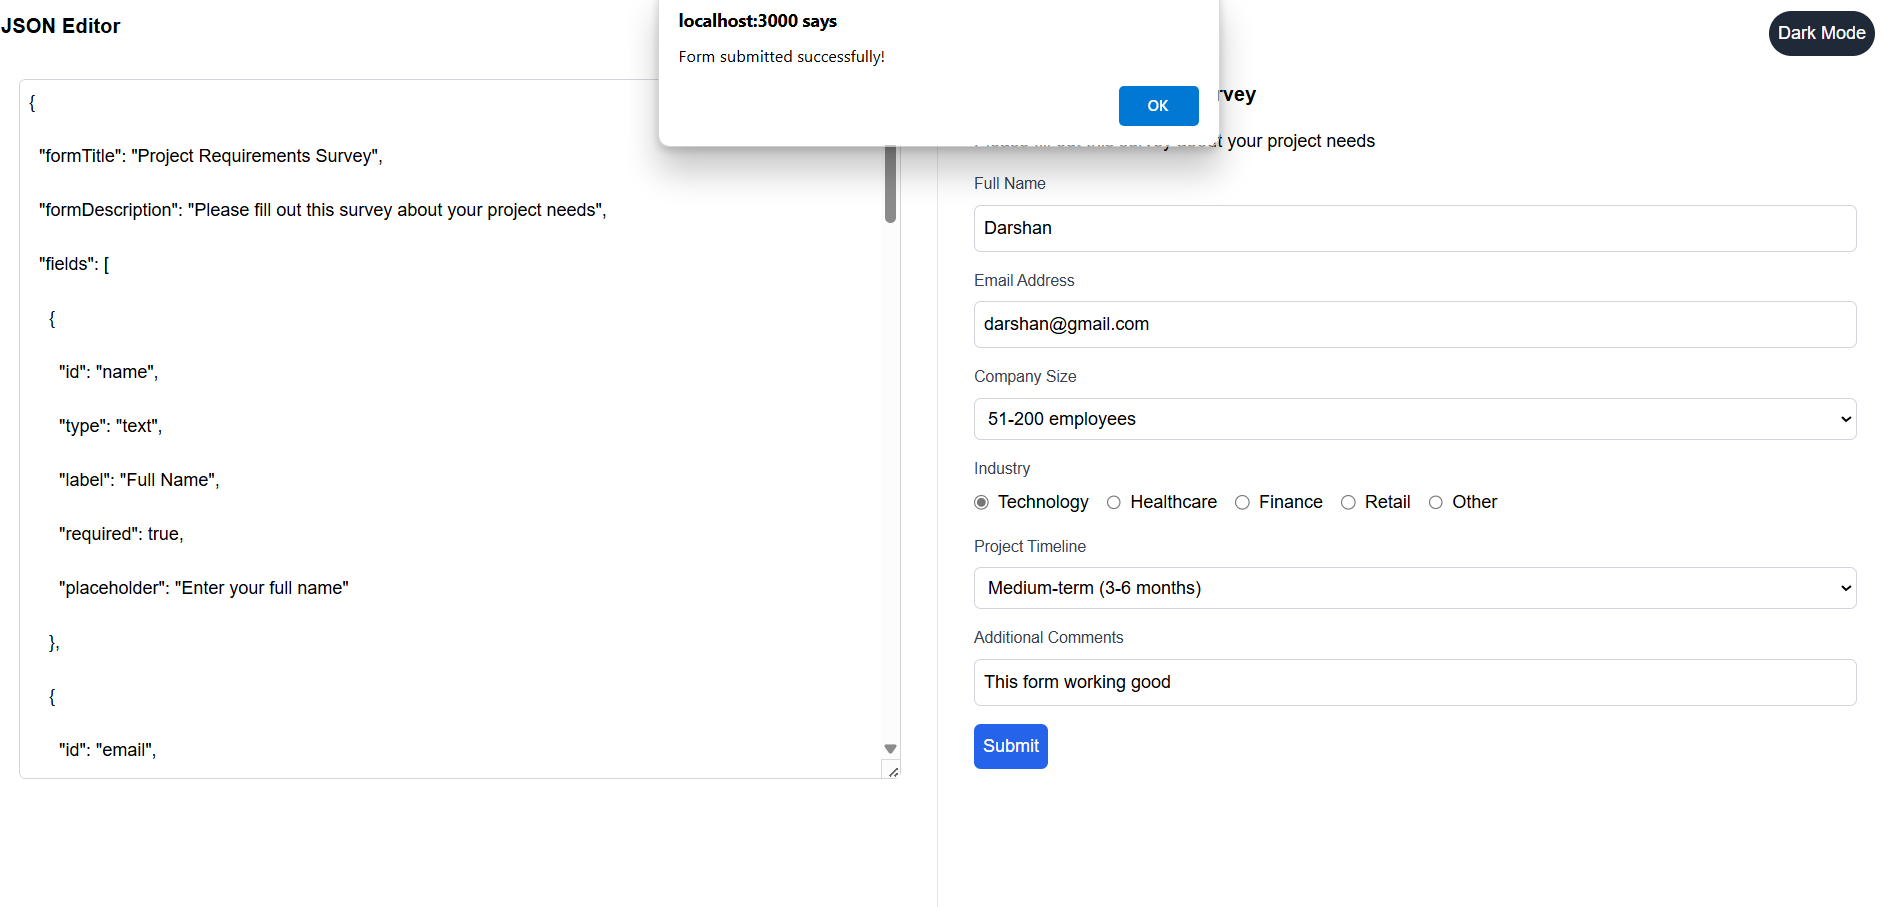 JSON Editor
localhost:3000 says
Form submitted successfully!
OK
Dark Mode
{
"formTitle": "Project Requirements Survey",
"formDescription": "Please fill out this survey about your project needs",
"fields": [
{
"id": "name",
"type": "text",
"label": "Full Name",
"required": true,
"placeholder": "Enter your full name"
},
{
"id": "email",
your project needs
Full Name
Darshan
Email Address
darshan@gmail.com
Company Size
51-200 employees
Industry
Technology Healthcare Finance Retail Other
Project Timeline
Medium-term (3-6 months)
Additional Comments
This form working good
Submit